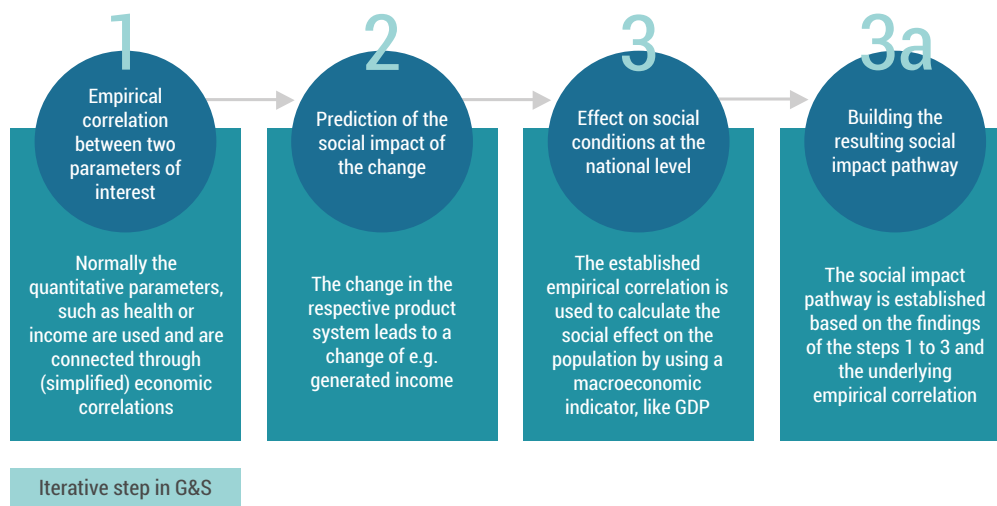 1
Empirical
correlation
between two
parameters of
interest
Normally the
quantitative parameters,
such as health or
income are used and are
connected through
(simplified) economic
correlations
2
Prediction of the
social impact of
the change
The change in the
respective product
system leads to a
change of e.g.
generated income
3
Effect on social
conditions at the
national level
The established
empirical correlation is
used to calculate the
social effect on the
population by using a
macroeconomic
indicator, like GDP
3a
Building the
resulting social
impact pathway
The social impact
pathway is established
based on the findings
of the steps 1 to 3 and
the underlying
empirical correlation
Iterative step in G&S